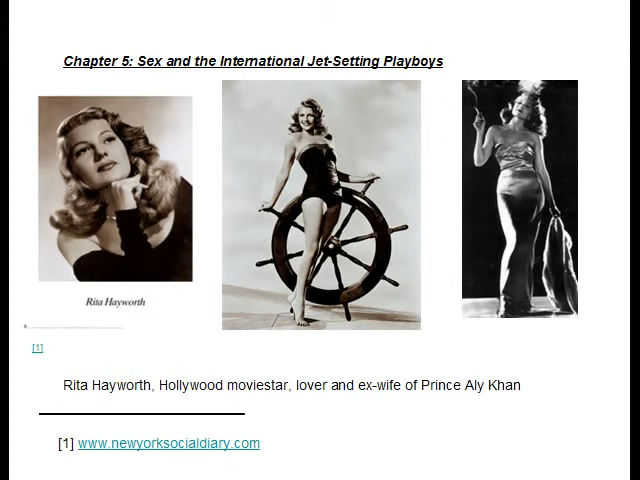 Chapter 5: Sex and the International Jet-Setting Playboys
Rita Hayworth
[1]
Rita Hayworth, Hollywood moviestar, lover and ex-wife of Prince Aly Khan
[1] www.newyorksocialdiary.com